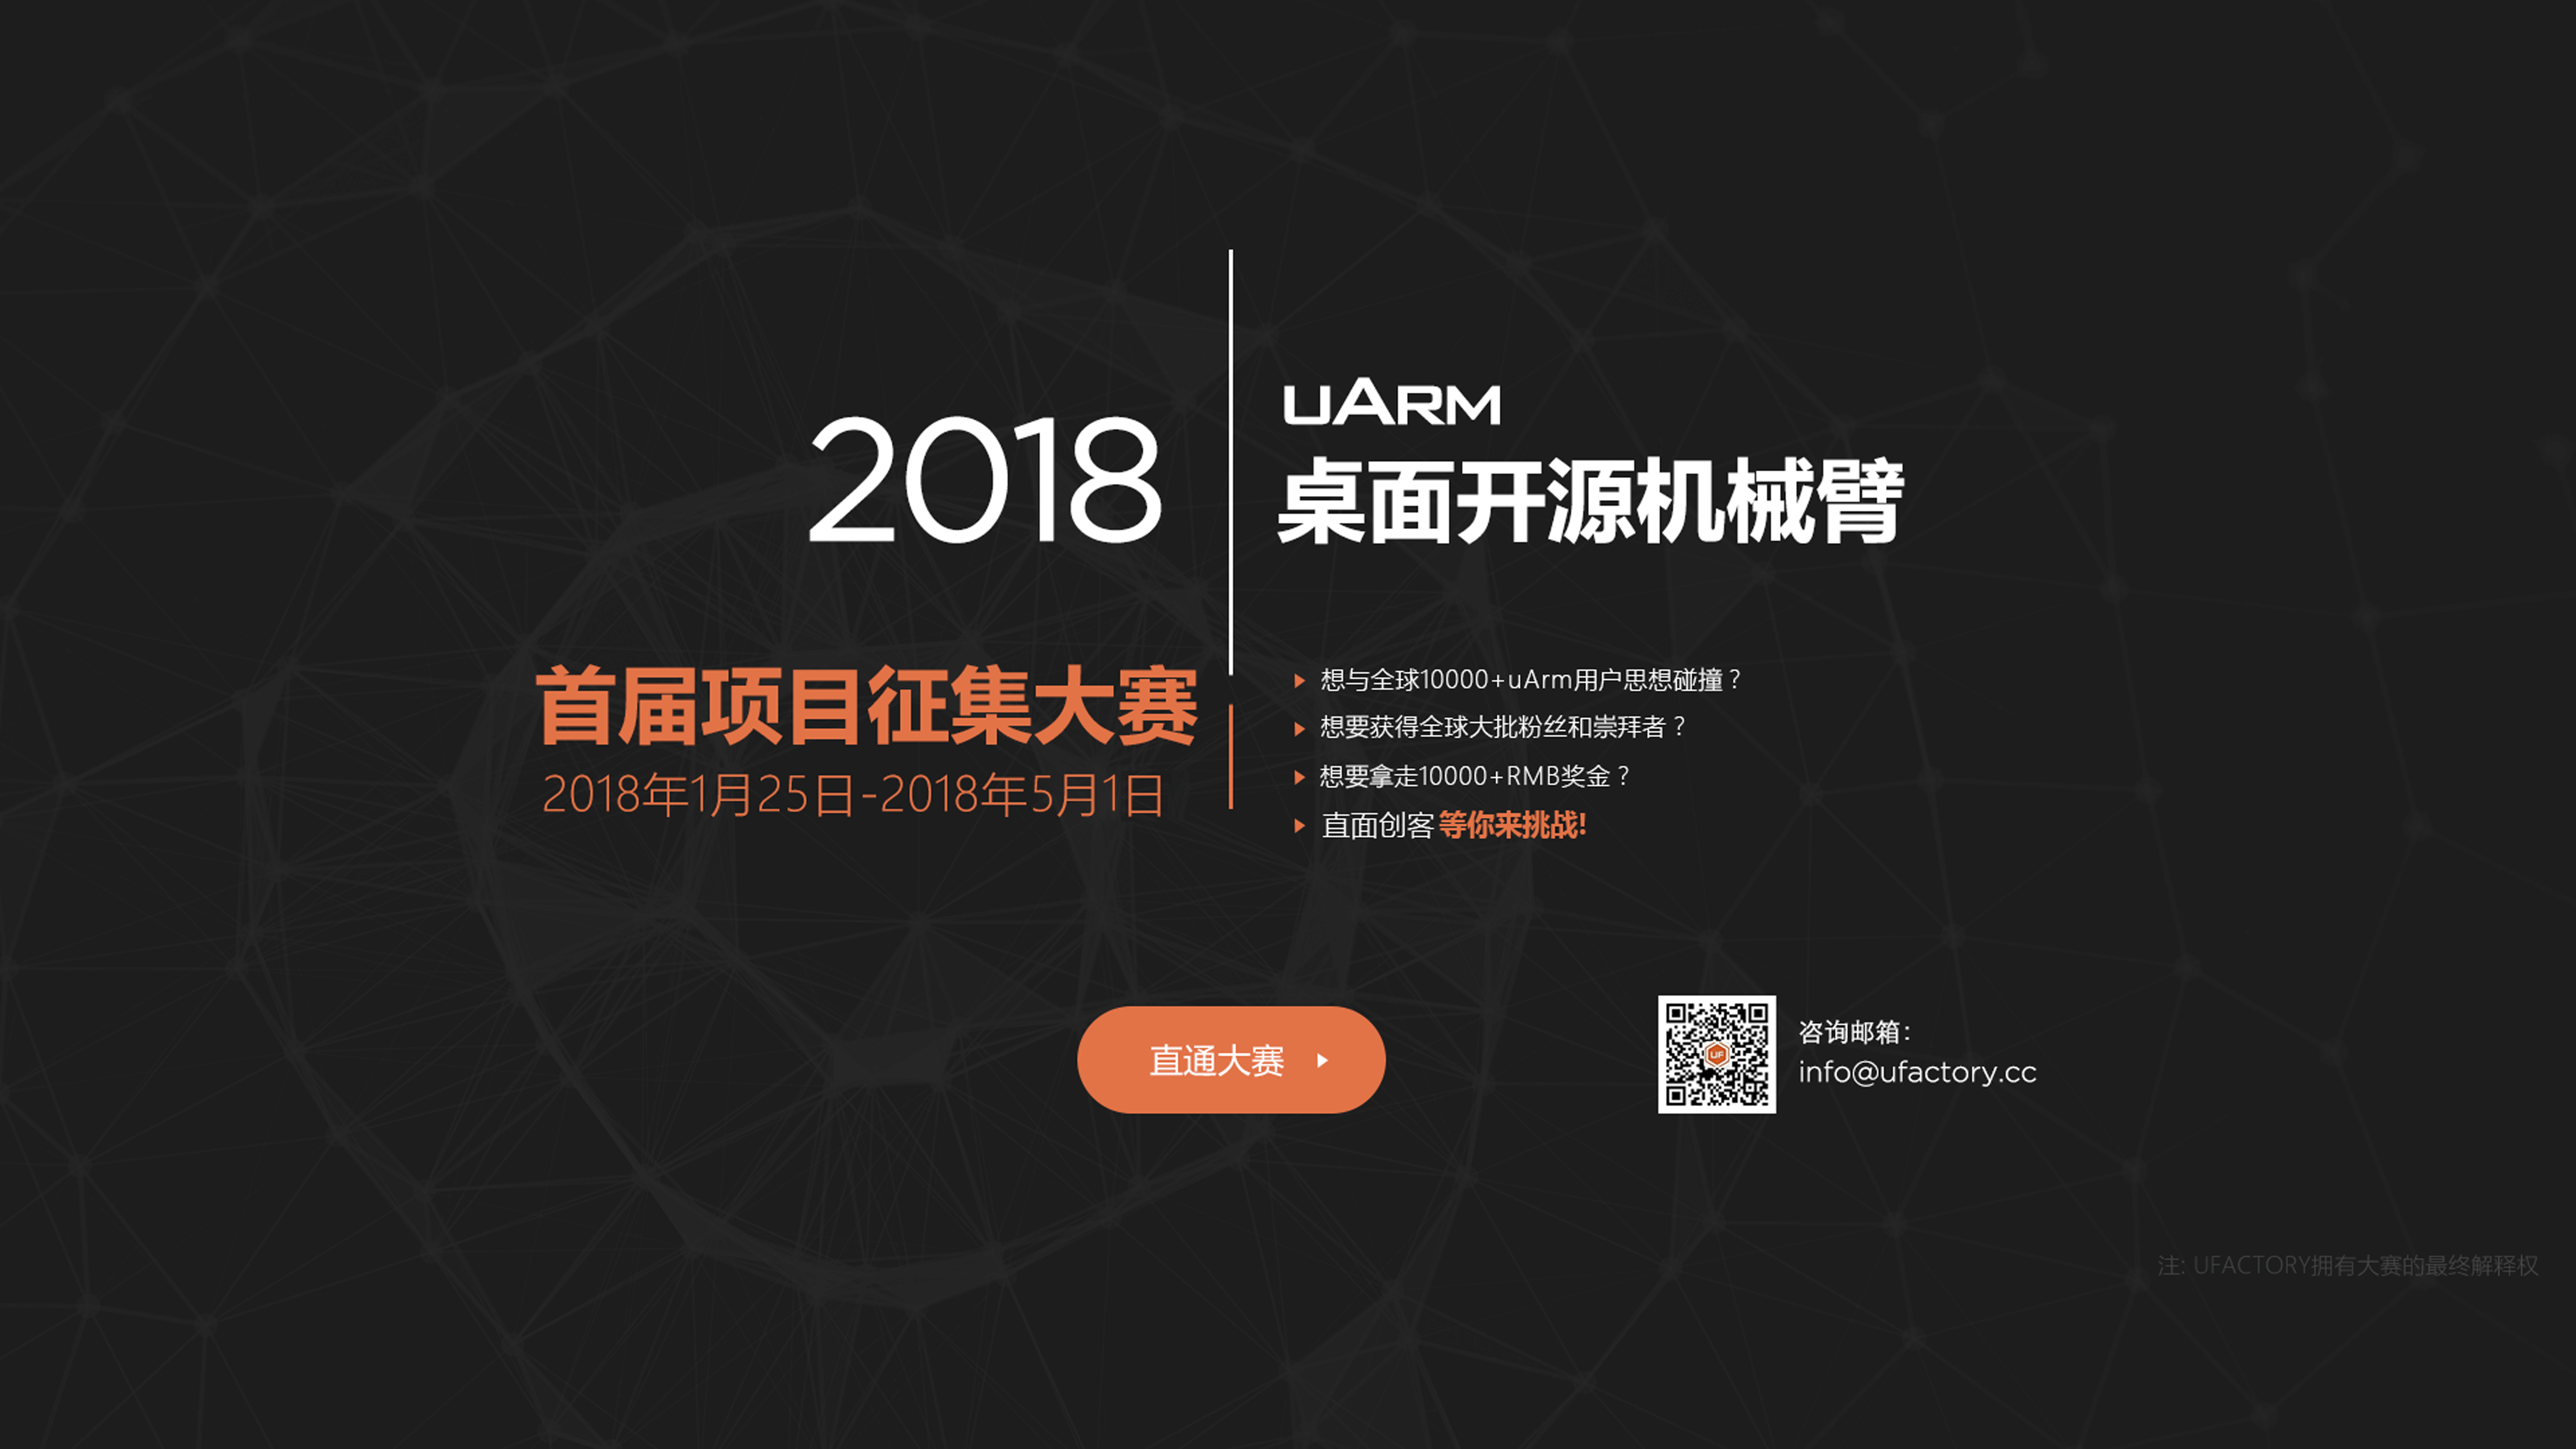 2018
首届项目征集大赛
2018年1月25日-2018年5月1日
UARM
桌面开源机械臂
想与全球10000+uArm用户思想碰撞？
想要获得全球大批粉丝和崇拜者？
想要拿走10000+RMB奖金？
直面创客 等你来挑战!
直通大赛
UF
咨询邮箱：
info@ufactory.cc
注: UFACTORY拥有大赛的最终解释权